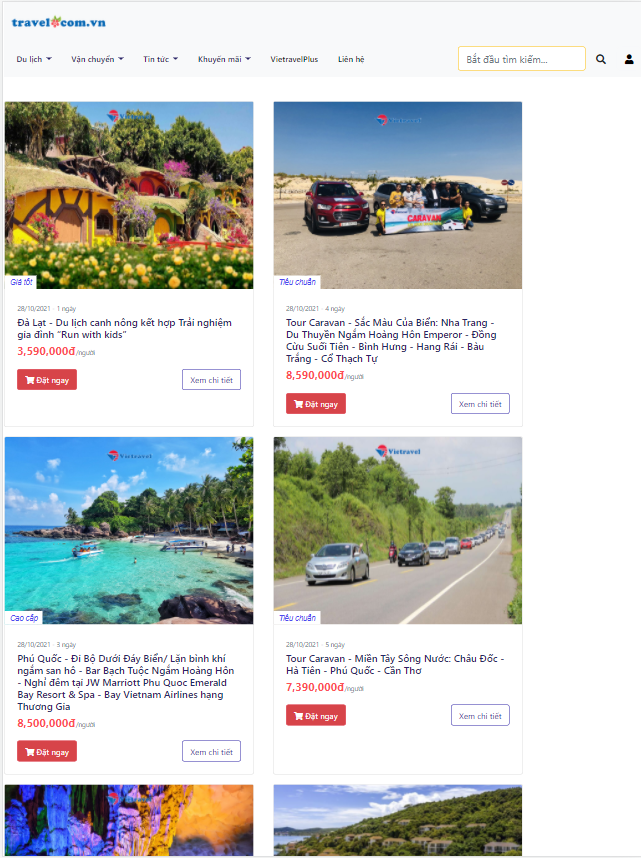 travel.com.vn
Du lịch
Vận chuyển
Tin tức
Khuyến mãi
VietravelPlus
Liên hệ
Bắt đầu tìm kiếm...
Vietravel
Giá tốt
28/10/2021 - 1 ngày
Đà Lạt - Du lịch canh nông kết hợp Trải nghiệm
gia đình “Run with kids”
3,590,000đ/người
Đặt ngay
Xem chi tiết
Vietravel
CARAVAN
Tiêu chuẩn
28/10/2021 - 4 ngày
Tour Caravan - Sắc Màu Của Biển: Nha Trang -
Du Thuyền Ngắm Hoàng Hôn Emperor - Đồng
Cừu Suối Tiên - Bình Hưng - Hang Rái - Bàu
Trắng - Cổ Thạch Tự
8,590,000đ/người
Đặt ngay
Xem chi tiết
Vietravel
Cao cấp
28/10/2021 - 3 ngày
Phú Quốc - Đi Bộ Dưới Đáy Biển/ Lặn bình khí
ngắm san hô - Bar Bạch Tuộc Ngắm Hoàng Hôn
- Nghỉ đêm tại JW Marriott Phu Quoc Emerald
Bay Resort & Spa - Bay Vietnam Airlines hạng
Thương Gia
8,500,000đ/người
Đặt ngay
Xem chi tiết
Vietravel
Tiêu chuẩn
28/10/2021 - 5 ngày
Tour Caravan - Miền Tây Sông Nước: Châu Đốc -
Hà Tiên - Phú Quốc - Cần Thơ
7,390,000đ/người
Đặt ngay
Xem chi tiết